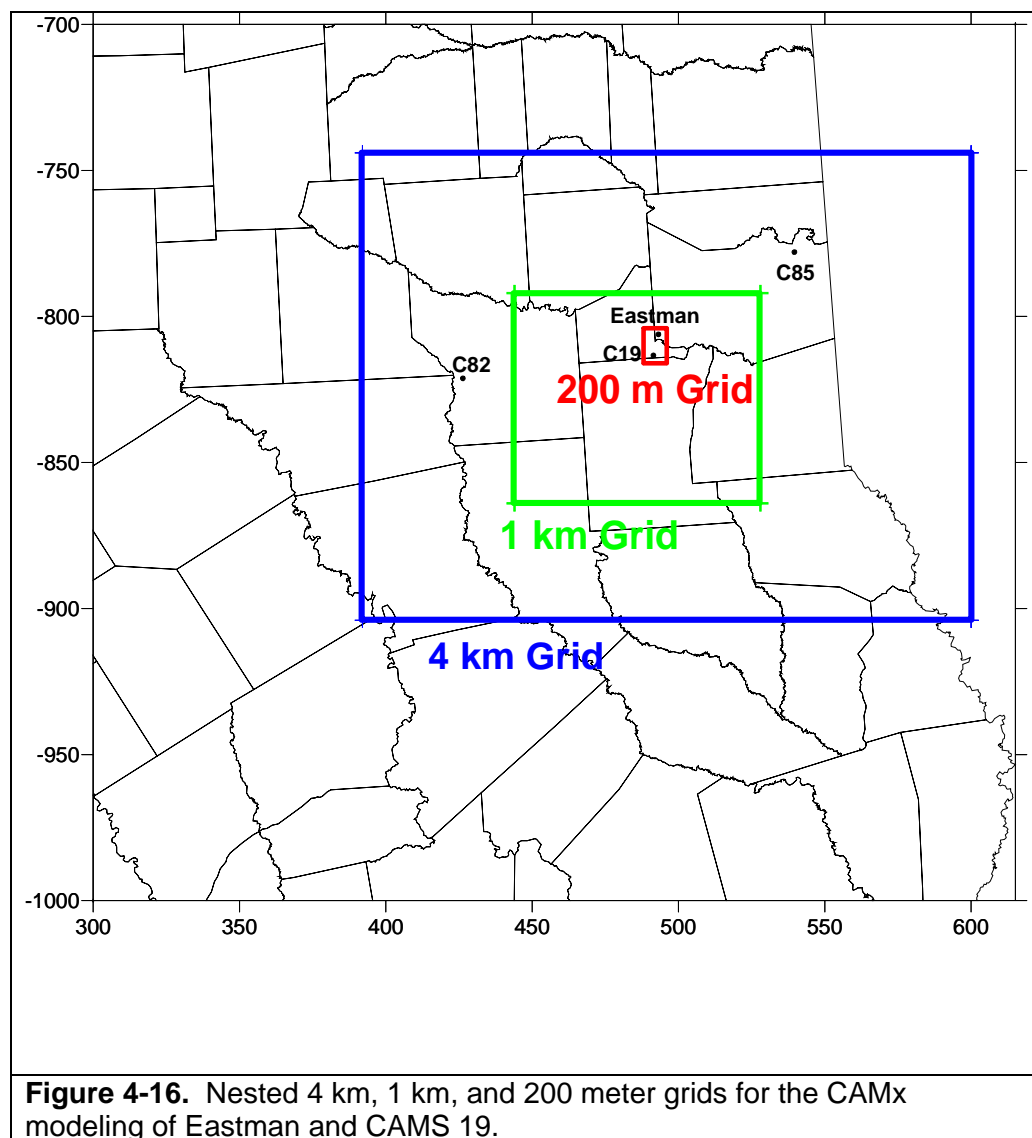 -700
-750
-800
-850
-900
-950
-1000
300
350
400
450
500
550
600
C85
Eastman
C19
C82
200 m Grid
1 km Grid
4 km Grid
Figure 4-16. Nested 4 km, 1 km, and 200 meter grids for the CAMx
modeling of Eastman and CAMS 19.